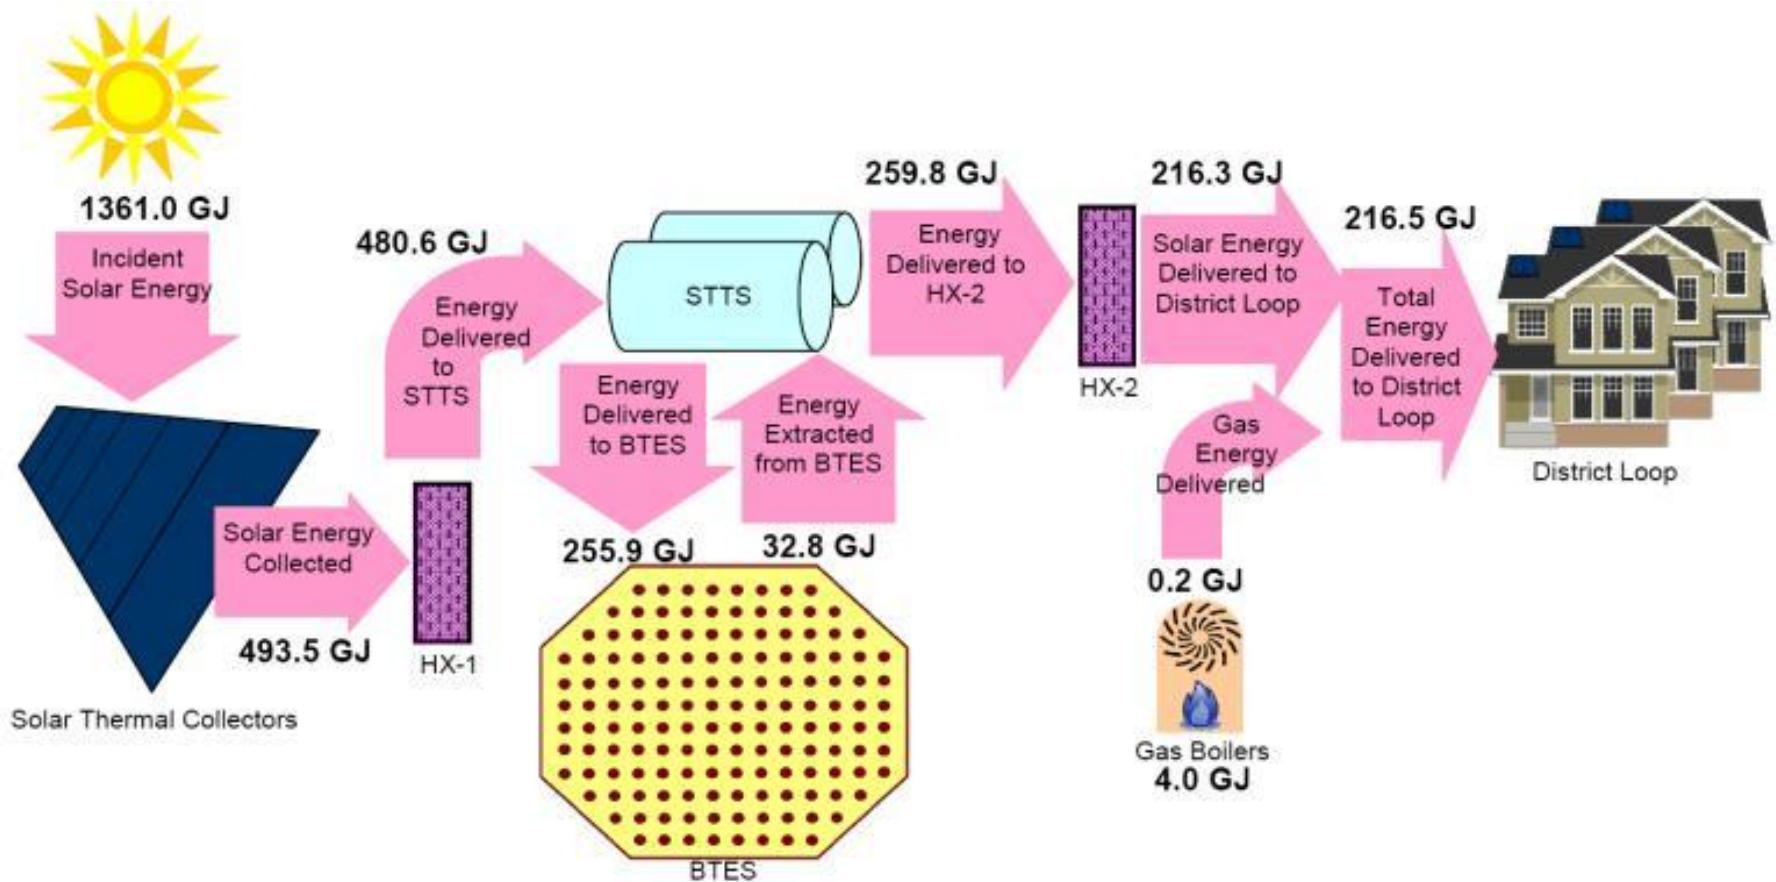 1361.0 GJ
Incident
Solar Energy
Solar Thermal Collectors
Solar Energy
Collected
493.5 GJ
HX-1
480.6 GJ
Energy
Delivered
to
STTS
STTS
Energy
Delivered
to BTES
255.9 GJ
Energy
Extracted
from BTES
32.8 GJ
BTES
259.8 GJ
Energy
Delivered to
HX-2
HX-2
216.3 GJ
Solar Energy
Delivered to
District Loop
Gas
Energy
Delivered
0.2 GJ
Gas Boilers
4.0 GJ
216.5 GJ
Total
Energy
Delivered
to District
Loop
District Loop